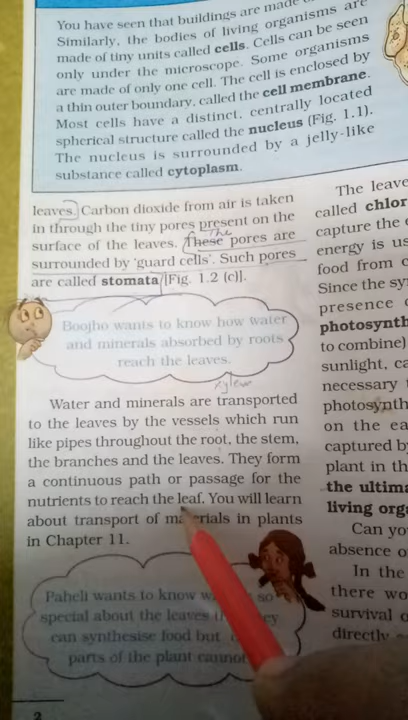 You have seen that buildings are made
Similarly, the bodies of living organisms are
made of tiny units called cells. Cells can be seen
only under the microscope. Some organisms
are made of only one cell. The cell is enclosed by
a thin outer boundary, called the cell membrane.
Most cells have a distinct, centrally located
spherical structure called the nucleus (Fig. 1.1).
The nucleus is surrounded by a jelly-like
substance called cytoplasm.
leaves. Carbon dioxide from air is taken
in through the tiny pores present on the
The
surface of the leaves. These pores are
surrounded by 'guard cells'. Such pores
are called stomata [Fig. 1.2 (c)].
Boojho wants to know how water
and minerals absorbed by roots
reach the leaves.
xylem
Water and minerals are transported
to the leaves by the vessels which run
like pipes throughout the root, the stem,
the branches and the leaves. They form
a continuous path or passage for the
nutrients to reach the leaf. You will learn
about transport of materials in plants
in Chapter 11.
Paheli wants to know so
special about the leaves
can synthesise food but
parts of the plant cannot
2
The leave
called chlor
capture the
energy is us
food from
Since the sy
presence
photosynth
to combine)
sunlight, ca
necessary
photosynth
on the ea
captured by
plant in th
the ultima
living orga
Can yo
absence o
In the
there wo
survival o
directly